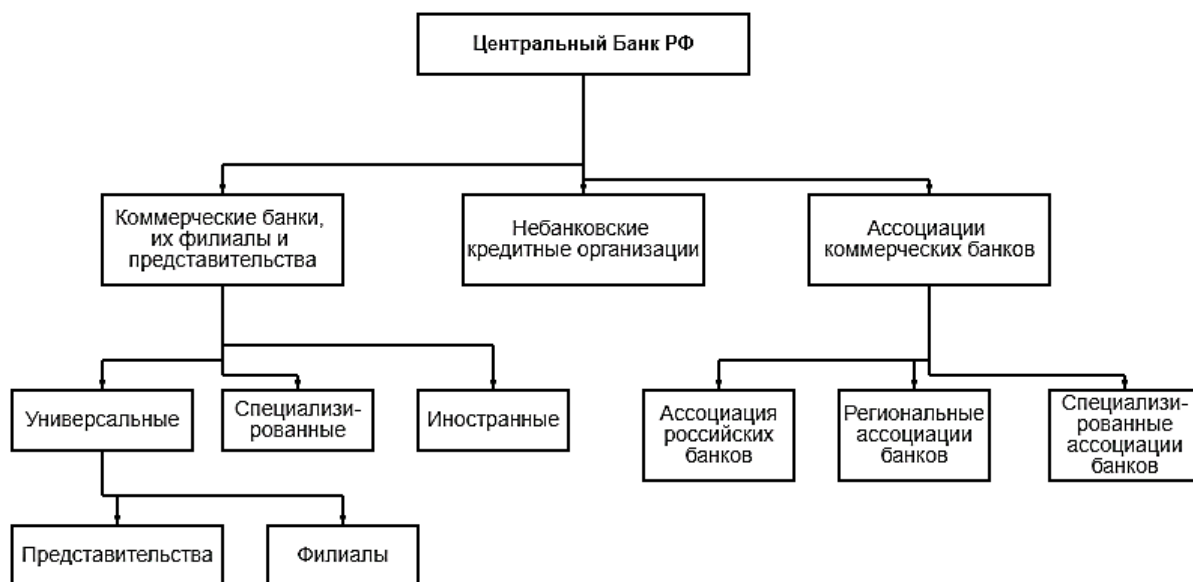 Центральный Банк РФ
Коммерческие банки,
их филиалы и
представительства
Небанковские
кредитные организации
Ассоциации
коммерческих банков
Универсальные
Специализи-
рованные
Иностранные
Ассоциация
российских
банков
Региональные
ассоциации
банков
Специализи-
рованные
ассоциации
банков
Представительства
Филиалы